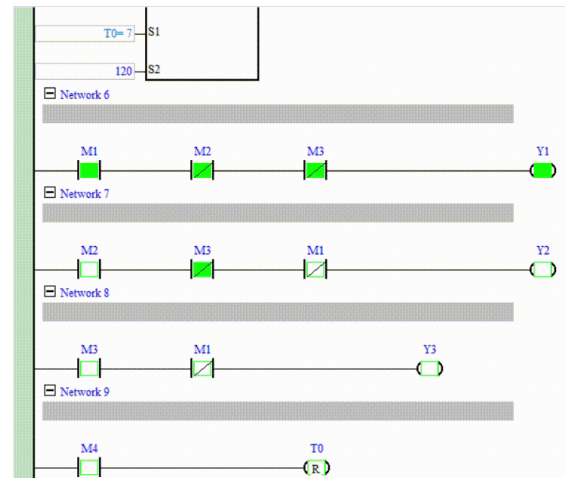 T0= 7 S1
120 S2
Network 6
M1 M2 M3 Y1
Network 7
M2 M3 M1 Y2
Network 8
M3 M1 Y3
Network 9
M4 T0
R